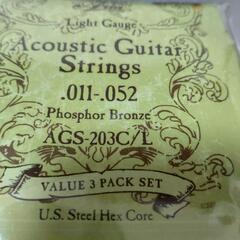 Light Gauge
Acoustic Guitar
Strings
.011-.052
Phosphor Bronze
AGS-203C/L
VALUE 3 PACK SET
U.S. Steel Hex Core